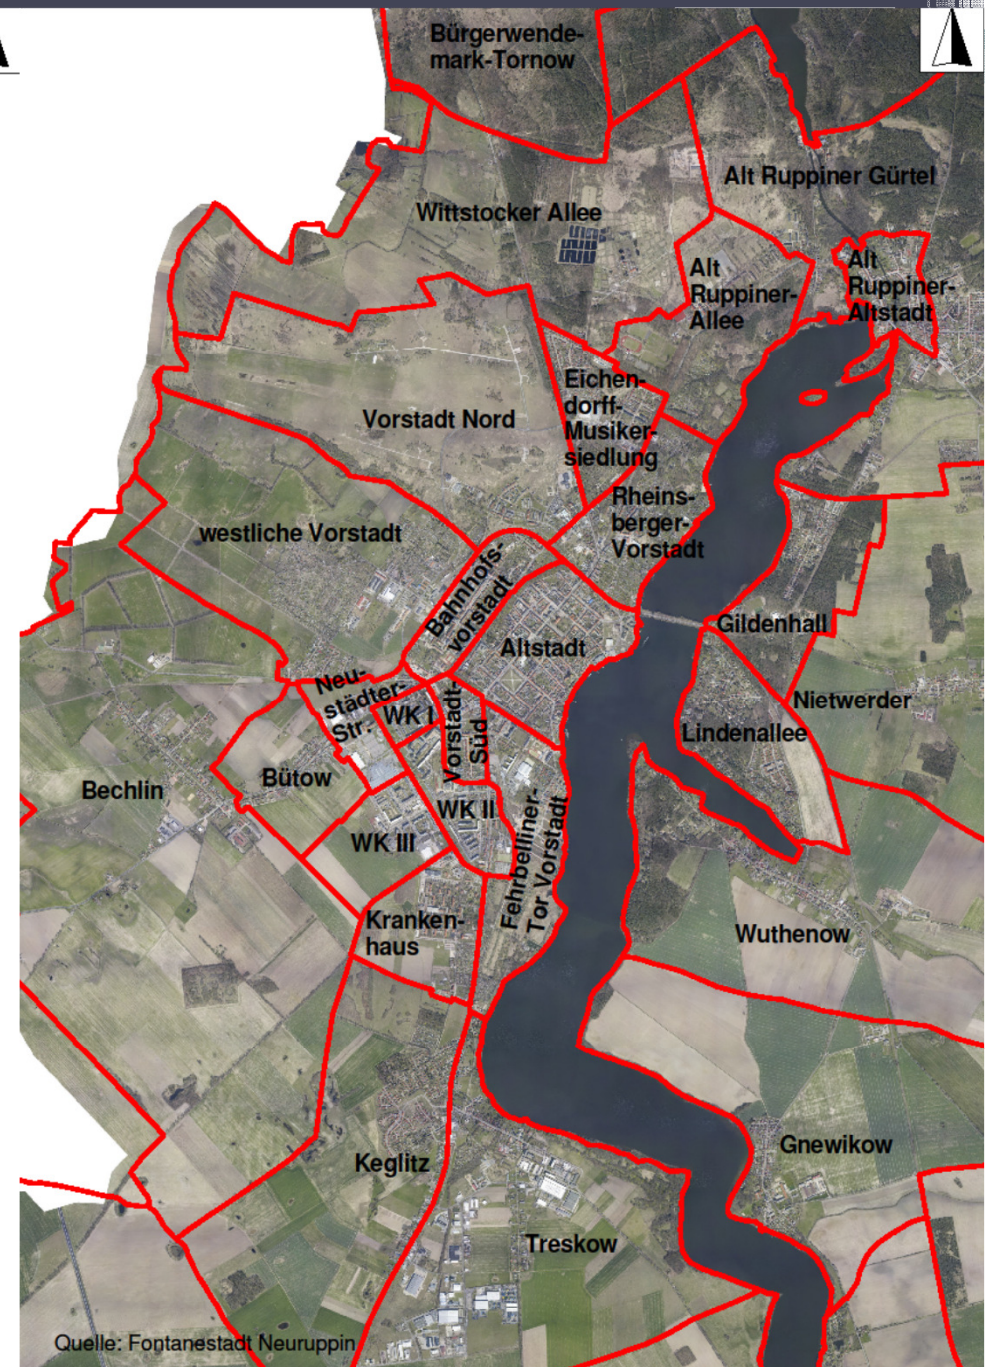 Bürgerwende-
mark-Tornow
Alt Ruppiner Gürtel
Wittstocker Allee
Alt
Ruppiner-
Allee
Alt
Ruppiner-
Altstadt
Eichen-
dorff-
Musiker-
siedlung
Vorstadt Nord
Rheins-
berger-
Vorstadt
westliche Vorstadt
Bahnhofs-
vorstadt
Altstadt
Gildenhall
Neu-
städter-
Str.
WK I
Vorstadt-
Süd
Nietwerder
Lindenallee
Bechlin
Bütow
WK II
WK III
Fehrbelliner-
Tor Vorstadt
Kranken-
haus
Wuthenow
Gnewikow
Keglitz
Treskow
Quelle: Fontanestadt Neuruppin